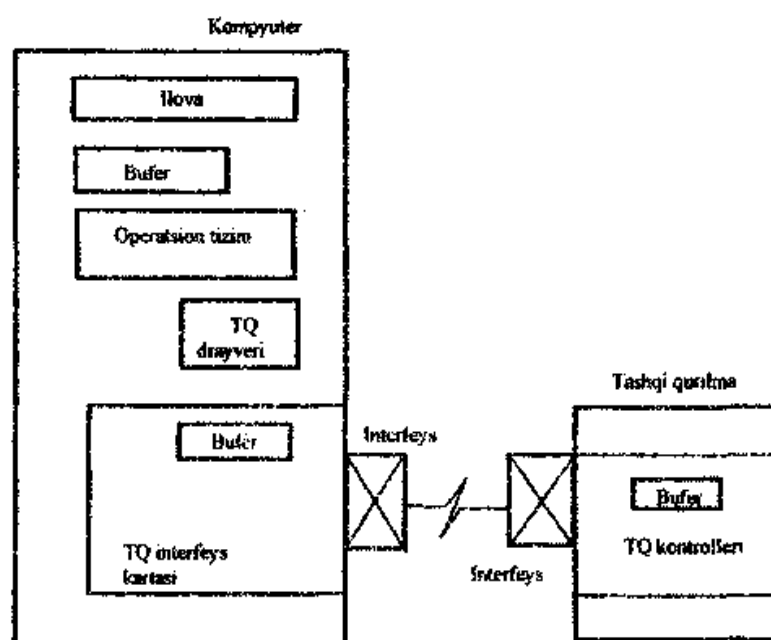 Kompyuter
Ilova
Bufer
Operatsion tizim
TQ
drayveri
Tashqi qurilma
Bufer
Interfeys
Bufer
TQ interfeys
kartasi
TQ kontrolleri
Interfeys